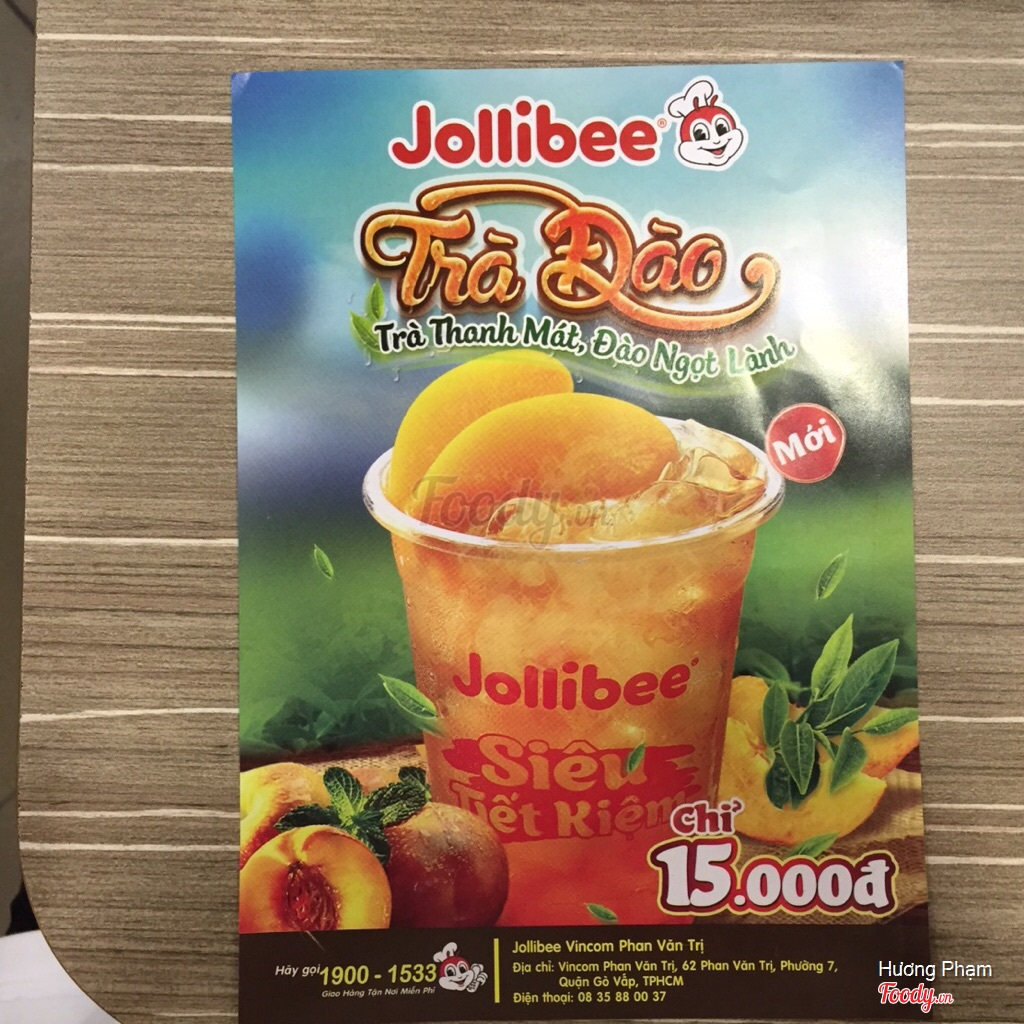 Jollibee®
Trà Đào
Trà Thanh Mát, Đào Ngọt Lành
Mới
Foody.vn
Jollibee®
Siêu
Tiết Kiệm
chỉ
15.000đ
Hãy gọi 1900 - 1533
Giao Hàng Tận Nơi Miễn Phí
Jollibee Vincom Phan Văn Trị
Địa chỉ: Vincom Phan Văn Trị, 62 Phan Văn Trị, Phường 7,
Quận Gò Vấp, TPHCM
Điện thoại: 08 35 88 00 37
Hương Phạm
Foody.vn